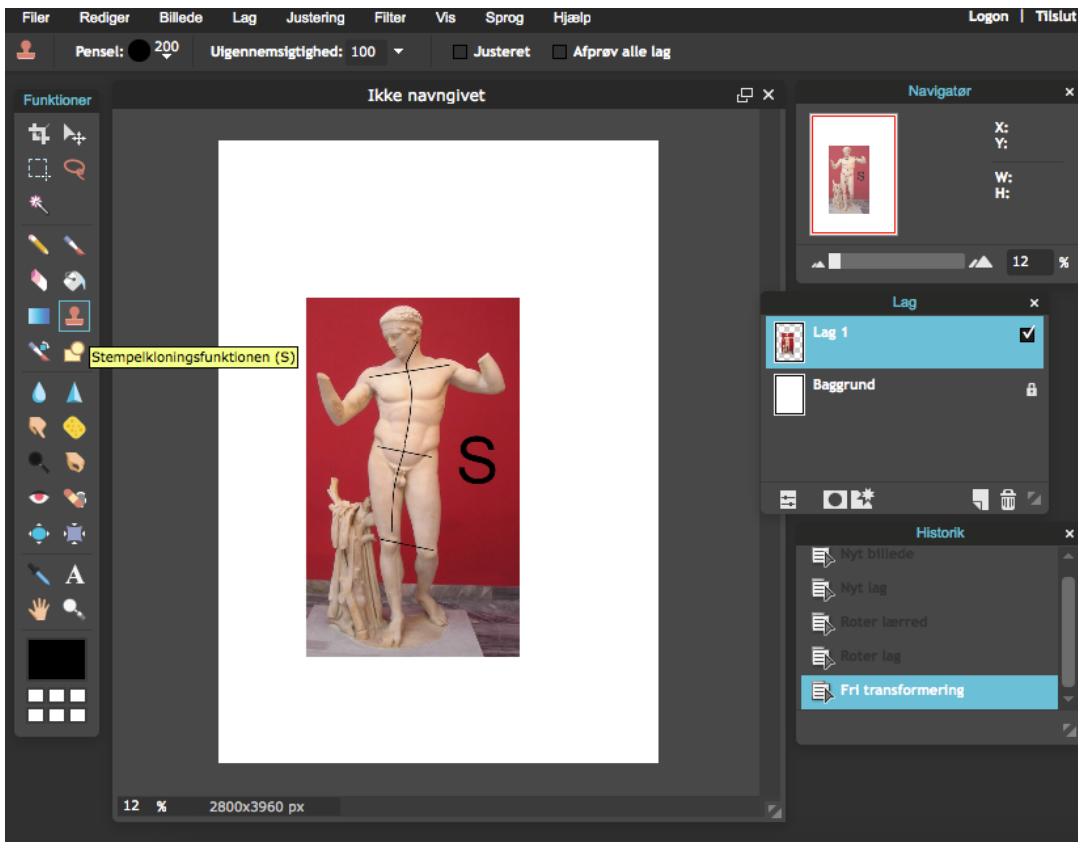 Filer Rediger Billede Lag Justering Filter Vis Sprog Hjælp Logon | Tilslut
Pensel: 200 Uigennemsigtighed: 100 Justeret Afprøv alle lag
Funktioner
Ikke navngivet
Navigatør
X:
Y:
W:
H:
12 %
Lag
Lag 1
Baggrund
Stempelkloningsfunktionen (S)
S
A
Historik
Nyt billede
Nyt lag
Roter lærred
Roter lag
Fri transformering
12 % 2800x3960 px